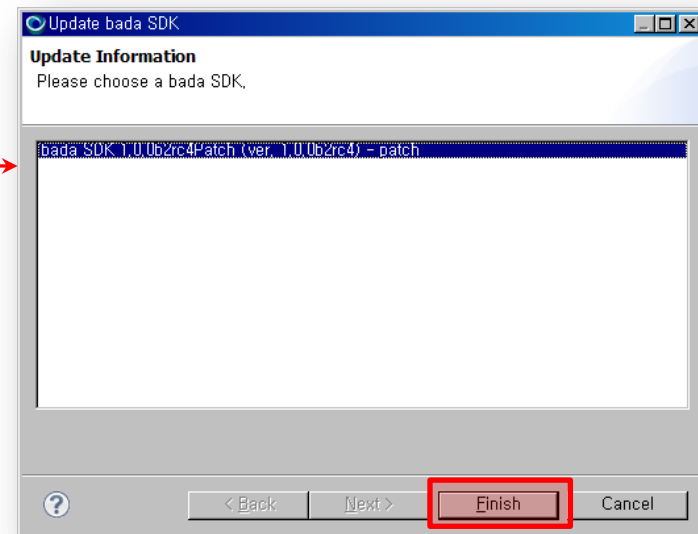 Update bada SDK
Update Information
Please choose a bada SDK,
bada SDK 1,0,0b2rc4Patch (ver, 1,0,0b2rc4) - patch
?
< Back
Next >
Finish
Cancel